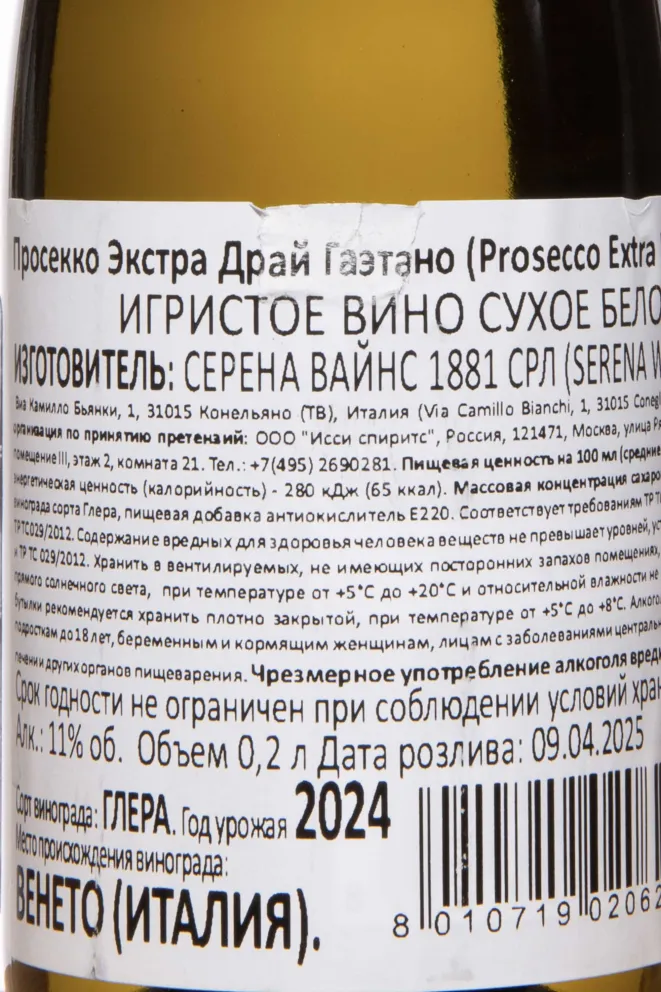 Просекко Экстра Драй Гаэтано (Prosecco Extra
ИГРИСТОЕ ВИНО СУХОЕ БЕЛО
ИЗГОТОВИТЕЛЬ: СЕРЕНА ВАЙНС 1881 СРЛ (SERENA W
Виа Камилло Бьянки, 1, 31015 Конельяно (ТВ), Италия (Via Camillo Bianchi, 1, 31015 Coneg
организация по принятию претензий: ООО "Исси спиритс", Россия, 121471, Москва, улица Р
помещение III, этаж 2, комната 21. Тел.: +7(495) 2690281. Пищевая ценность на 100 мл (средние
энергетическая ценность (калорийность) - 280 кДж (65 ккал). Массовая концентрация сахаро
винограда сорта Глера, пищевая добавка антиокислитель Е220. Соответствует требованиям ТР Т
ТР ТС 029/2012. Содержание вредных для здоровья человека веществ не превышает уровней, ус
и ТР ТС 029/2012. Хранить в вентилируемых, не имеющих посторонних запахов помещениях,
прямого солнечного света, при температуре от +5°С до +20°С и относительной влажности не
бутылки рекомендуется хранить плотно закрытой, при температуре от +5°С до +8°С. Алкого
подросткам до 18 лет, беременным и кормящим женщинам, лицам с заболеваниями централь
печени и других органов пищеварения. Чрезмерное употребление алкоголя вред
Срок годности не ограничен при соблюдении условий хран
Алк.: 11% об. Объем 0,2 л Дата розлива: 09.04.2025
Сорт винограда: ГЛЕРА. Год урожая 2024
Место происхождения винограда:
ВЕНЕТО (ИТАЛИЯ).
8 010719 02062